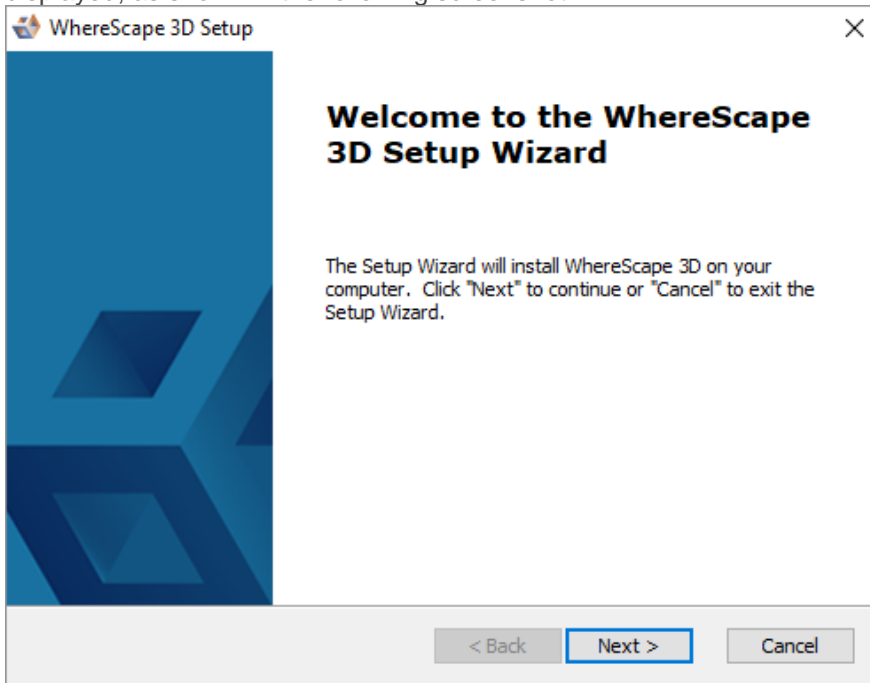 WhereScape 3D Setup
Welcome to the WhereScape
3D Setup Wizard
The Setup Wizard will install WhereScape 3D on your
computer.  Click "Next" to continue or "Cancel" to exit the
Setup Wizard.
< Back
Next >
Cancel